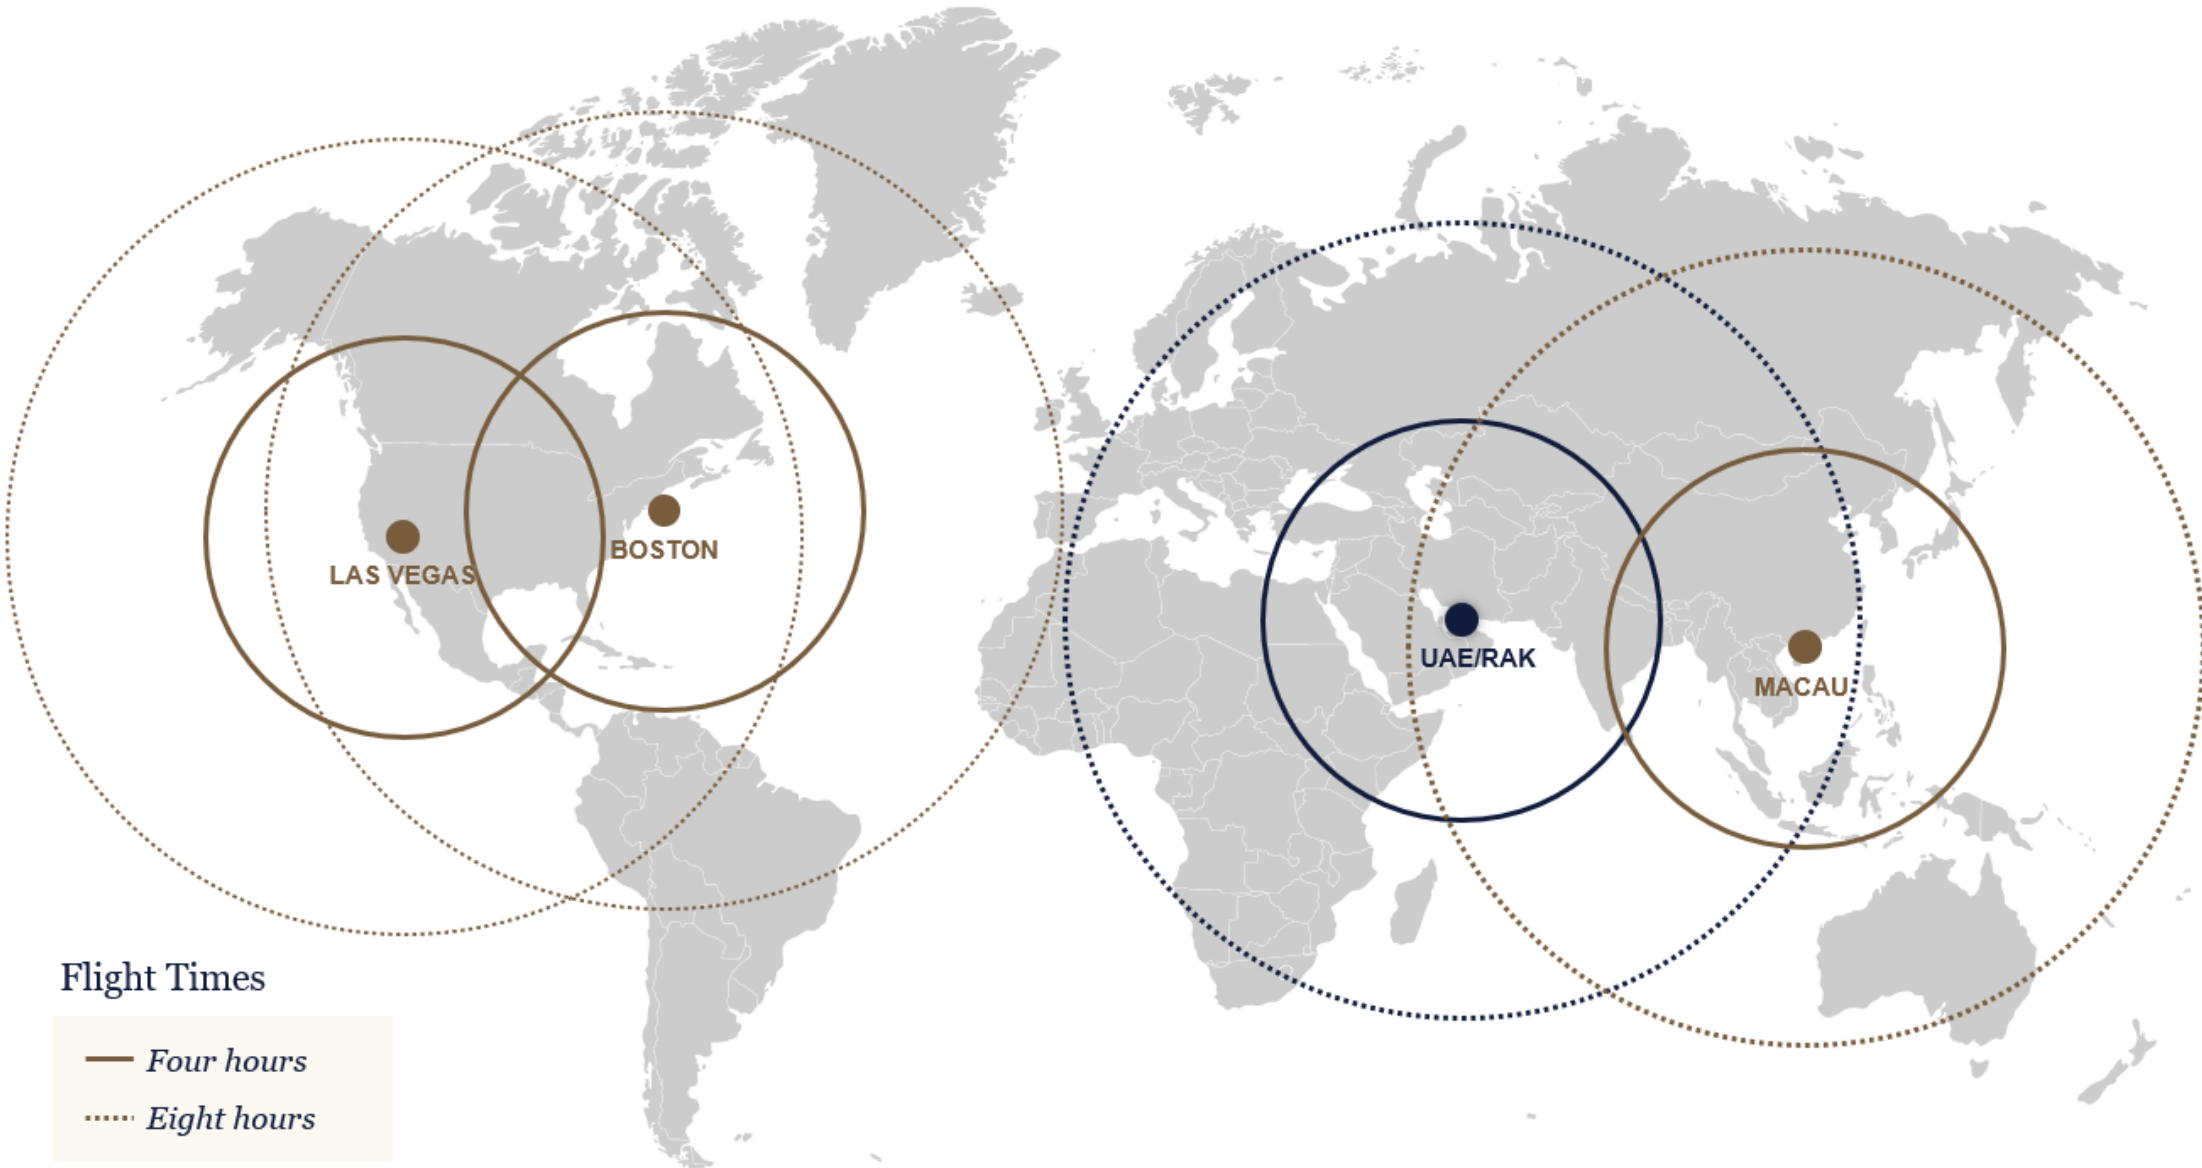 BOSTON
LAS VEGAS
UAE/RAK
MACAU
Flight Times
Four hours
Eight hours